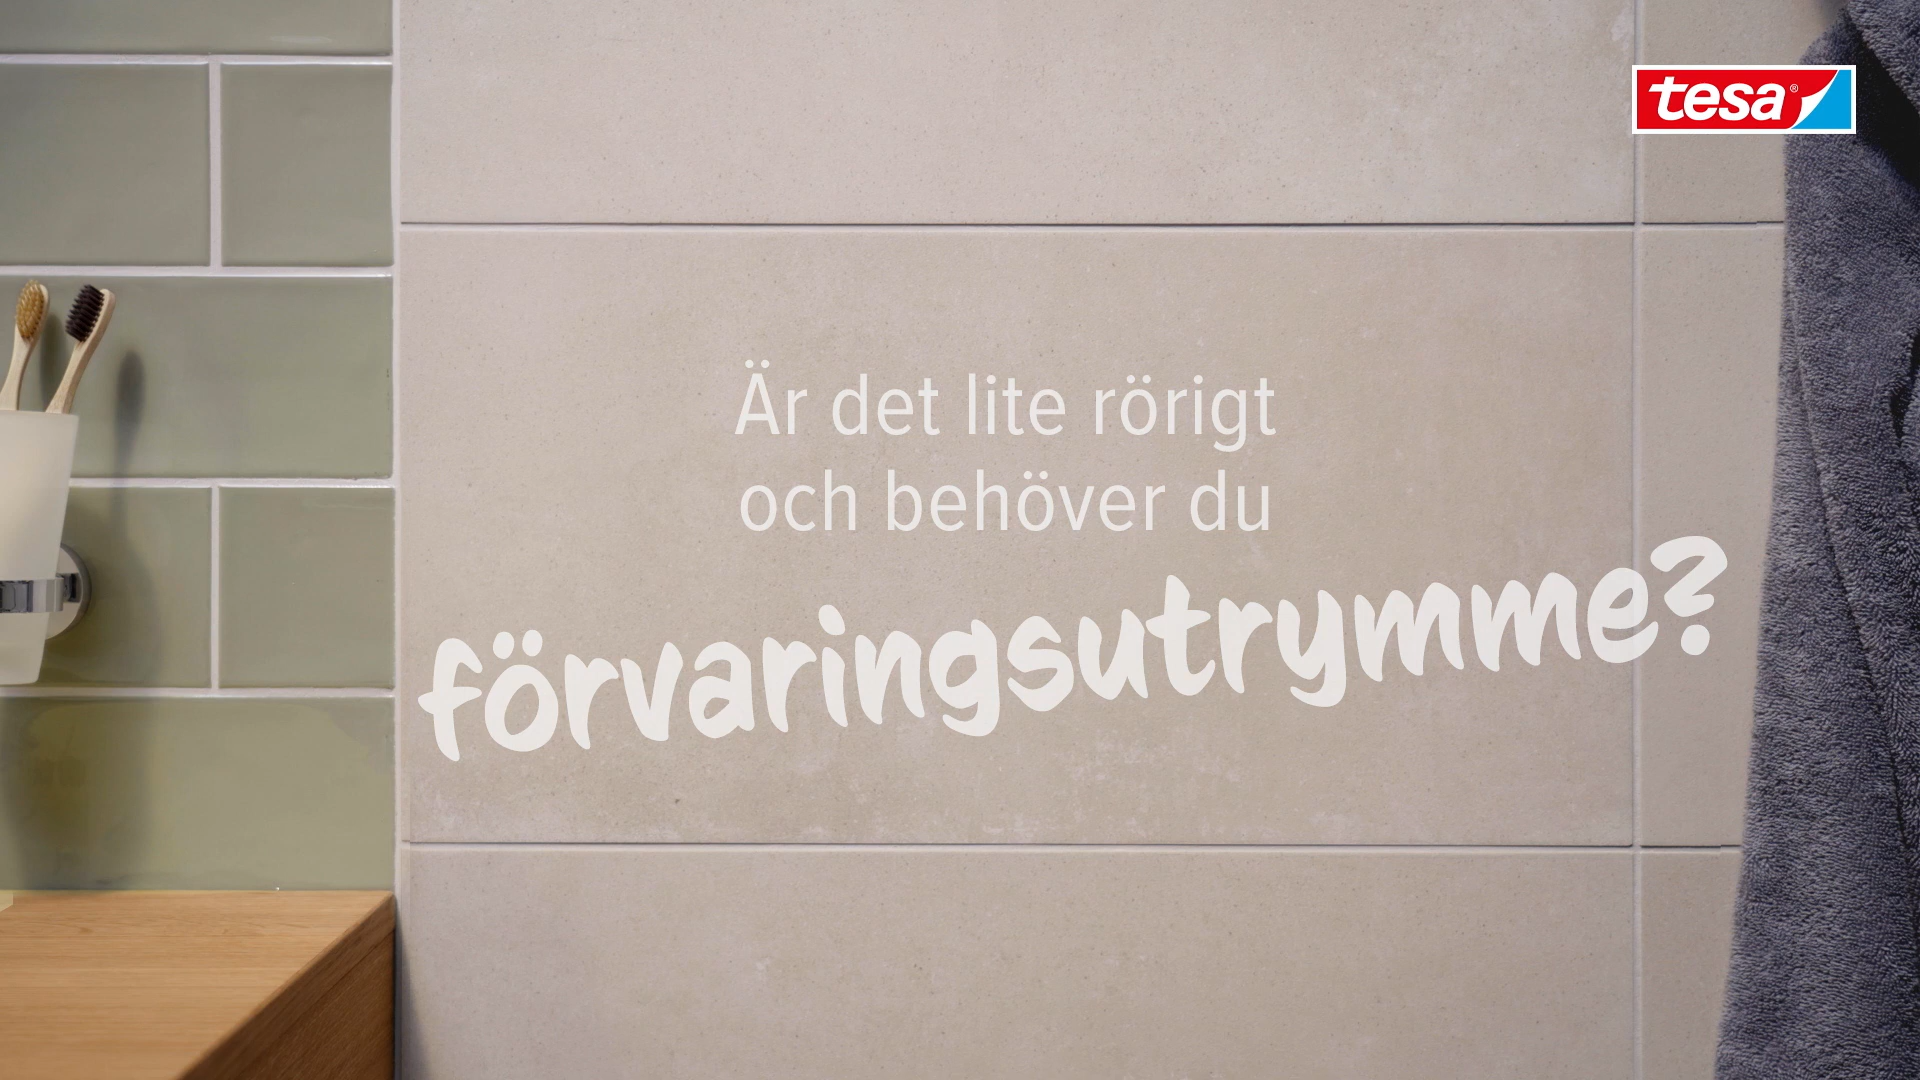 tesa®
Är det lite rörigt
och behöver du
förvaringsutrymme?